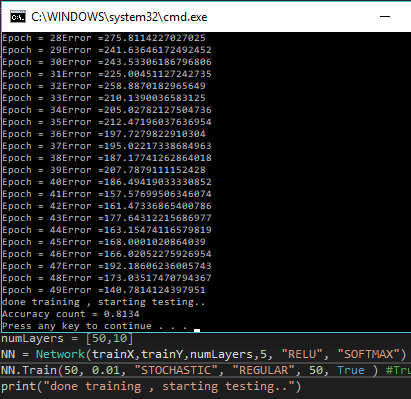 C:\WINDOWS\system32\cmd.exe
Epoch = 28Error =275.8114227027025
Epoch = 29Error =241.63646172492452
Epoch = 30Error =243.53306186796806
Epoch = 31Error =225.00451127242735
Epoch = 32Error =258.8870182965649
Epoch = 33Error =210.1390036583125
Epoch = 34Error =205.02782127504736
Epoch = 35Error =212.47196037636954
Epoch = 36Error =197.7279822910304
Epoch = 37Error =195.02217338684963
Epoch = 38Error =188.17741262864018
Epoch = 39Error =207.7879111152428
Epoch = 40Error =186.49419033330852
Epoch = 41Error =157.57699506346074
Epoch = 42Error =161.47336865400786
Epoch = 43Error =177.64312215686977
Epoch = 44Error =163.15474116579819
Epoch = 45Error =168.0001020864039
Epoch = 46Error =166.02052275926954
Epoch = 47Error =192.18606236005743
Epoch = 48Error =173.03517470794367
Epoch = 49Error =140.7814124397951
done training , starting testing..
Accuracy count = 0.8134
Press any key to continue . . .
numLayers = [50,10]
NN = Network(trainX,trainY,numLayers,5, "RELU", "SOFTMAX")
NN.Train(50, 0.01, "STOCHASTIC", "REGULAR", 50, True ) #Tru
print("done training , starting testing..")